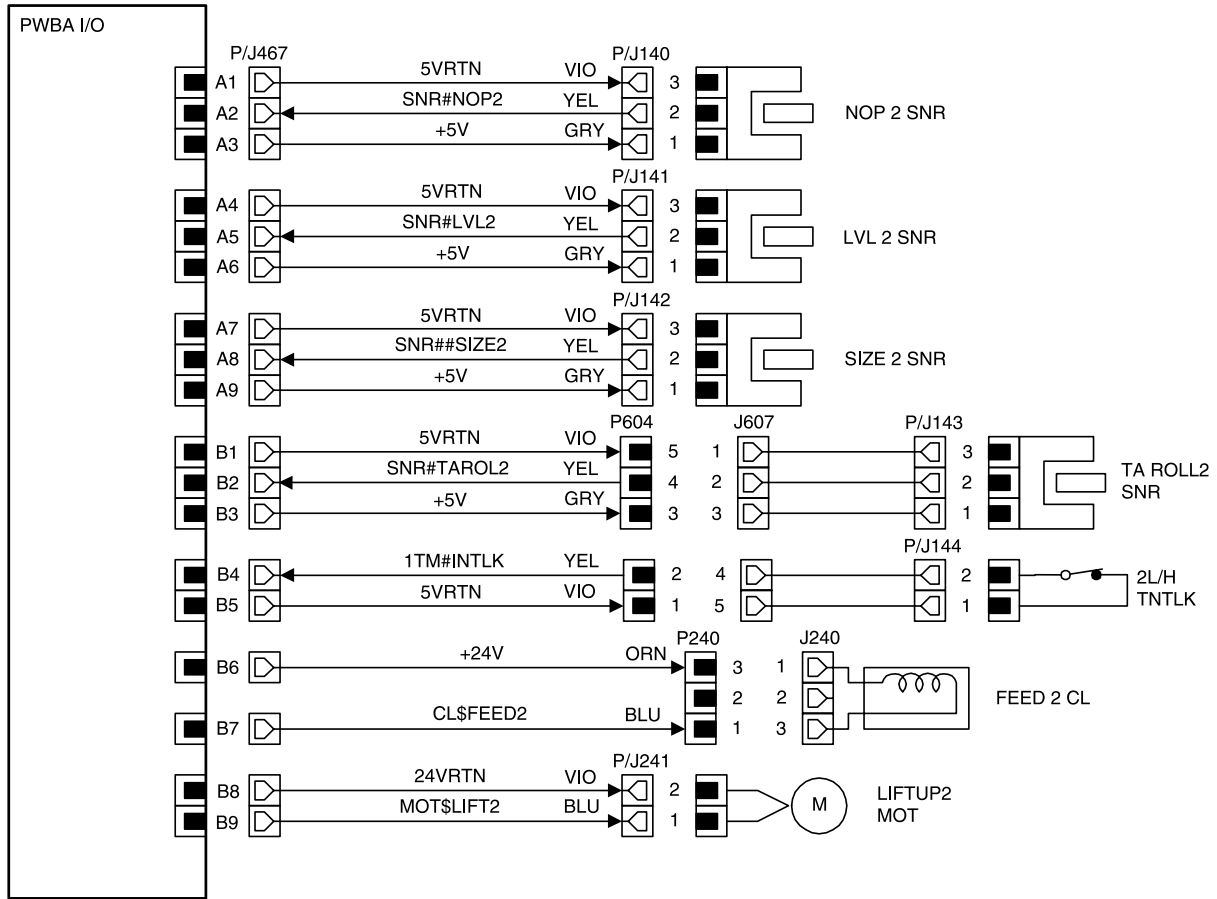 PWBA I/O
P/J467 P/J140
A1 5VRTN VIO 3
A2 SNR#NOP2 YEL 2 NOP 2 SNR
A3 +5V GRY 1
P/J141
A4 5VRTN VIO 3
A5 SNR#LVL2 YEL 2 LVL 2 SNR
A6 +5V GRY 1
P/J142
A7 5VRTN VIO 3
A8 SNR##SIZE2 YEL 2 SIZE 2 SNR
A9 +5V GRY 1
P604 J607 P/J143
B1 5VRTN VIO 5 1 3
B2 SNR#TAROL2 YEL 4 2 2 TA ROLL2
SNR
B3 +5V GRY 3 3 1
P/J144
B4 1TM#INTLK YEL 2 4 2 2L/H
TNTLK
B5 5VRTN VIO 1 5 1
P240 J240
B6 +24V ORN 3 1
2 2 FEED 2 CL
B7 CL$FEED2 BLU 1 3
P/J241
B8 24VRTN VIO 2 M LIFTUP2
MOT
B9 MOT$LIFT2 BLU 1